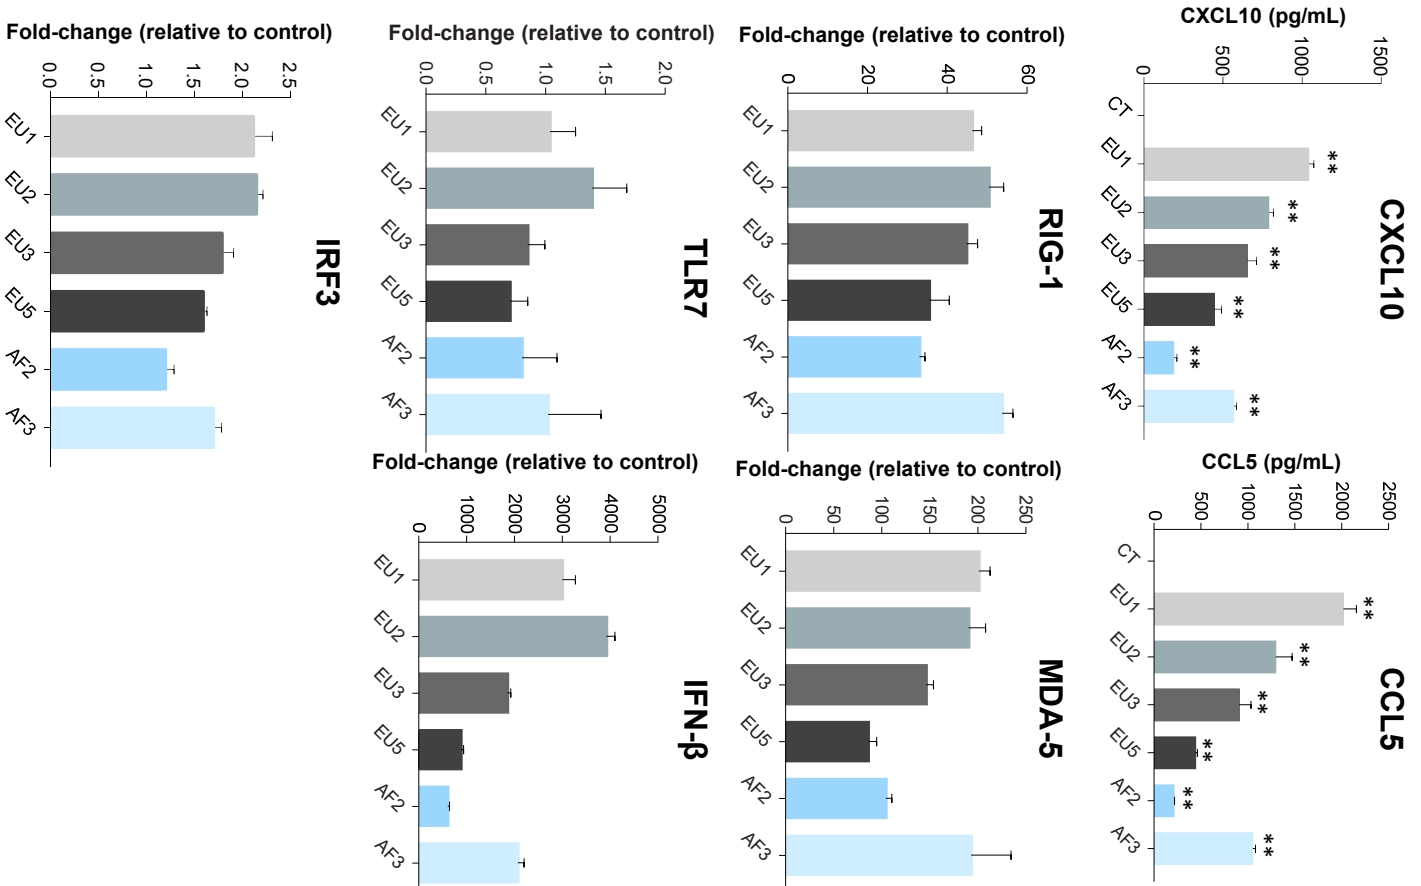 CXCL10
CXCL10 (pg/mL)
1500
1000
500
0
CT
EU1
EU2
EU3
EU5
AF2
AF3
**
**
**
**
**
**
CCL5
CCL5 (pg/mL)
2500
2000
1500
1000
500
0
CT
EU1
EU2
EU3
EU5
AF2
AF3
**
**
**
**
**
**
RIG-1
Fold-change (relative to control)
60
40
20
0
EU1
EU2
EU3
EU5
AF2
AF3
MDA-5
Fold-change (relative to control)
250
200
150
100
50
0
EU1
EU2
EU3
EU5
AF2
AF3
TLR7
Fold-change (relative to control)
2.0
1.5
1.0
0.5
0.0
EU1
EU2
EU3
EU5
AF2
AF3
IFN-β
Fold-change (relative to control)
5000
4000
3000
2000
1000
0
EU1
EU2
EU3
EU5
AF2
AF3
IRF3
Fold-change (relative to control)
2.5
2.0
1.5
1.0
0.5
0.0
EU1
EU2
EU3
EU5
AF2
AF3